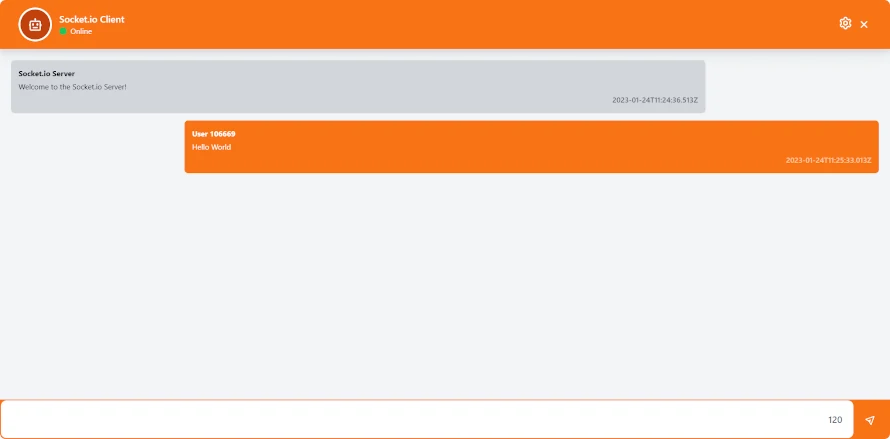 Socket.io Client
Online
Socket.io Server
Welcome to the Socket.io Server!
2023-01-24T11:24:36.513Z
User 106669
Hello World
2023-01-24T11:25:33.013Z
120